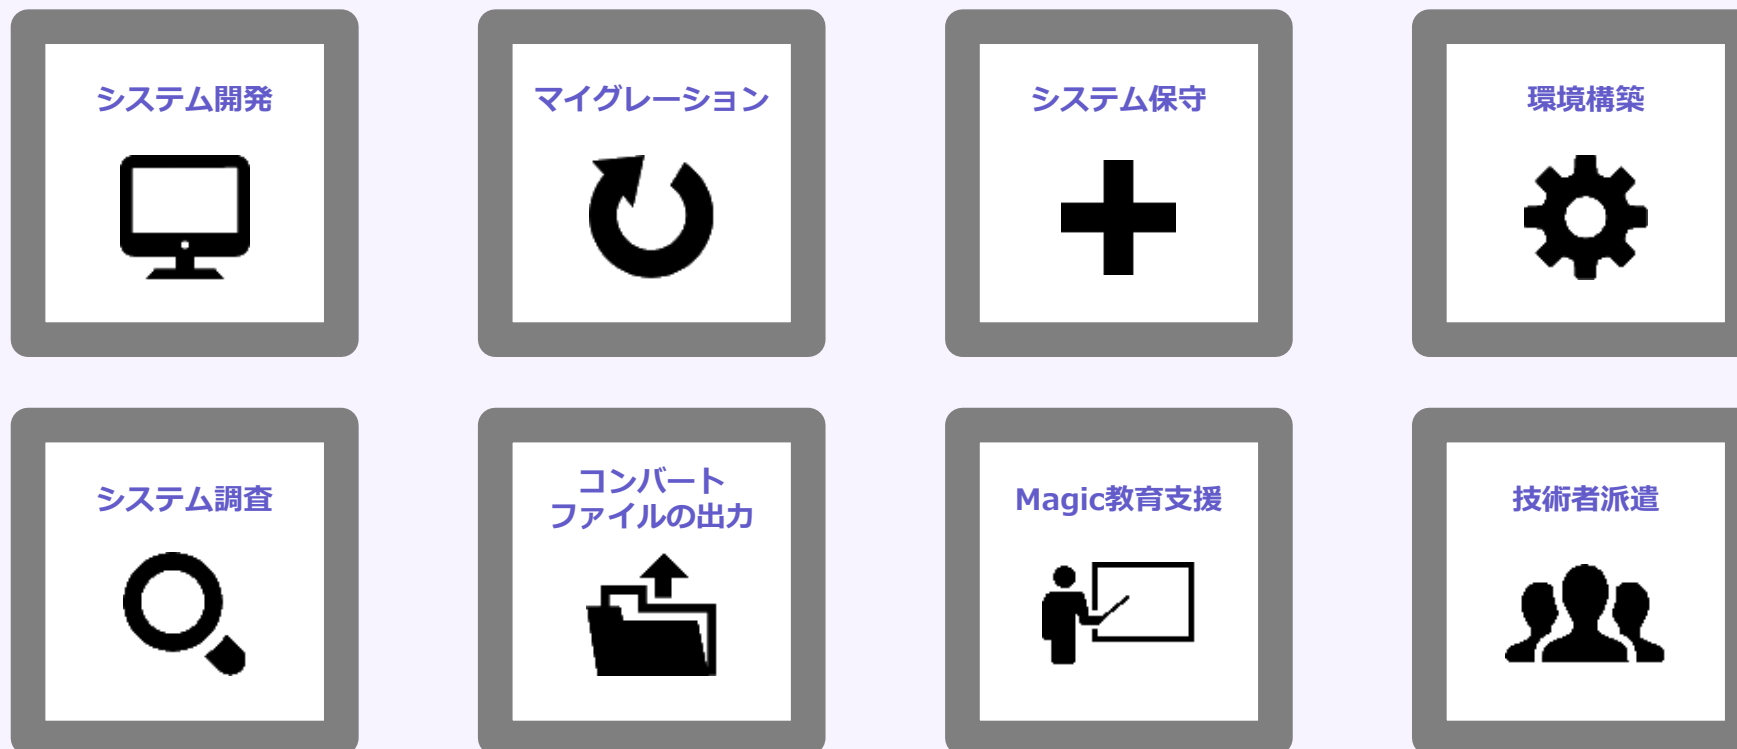 システム開発
マイグレーション
システム保守
環境構築
システム調査
コンバート
ファイルの出力
Magic教育支援
技術者派遣